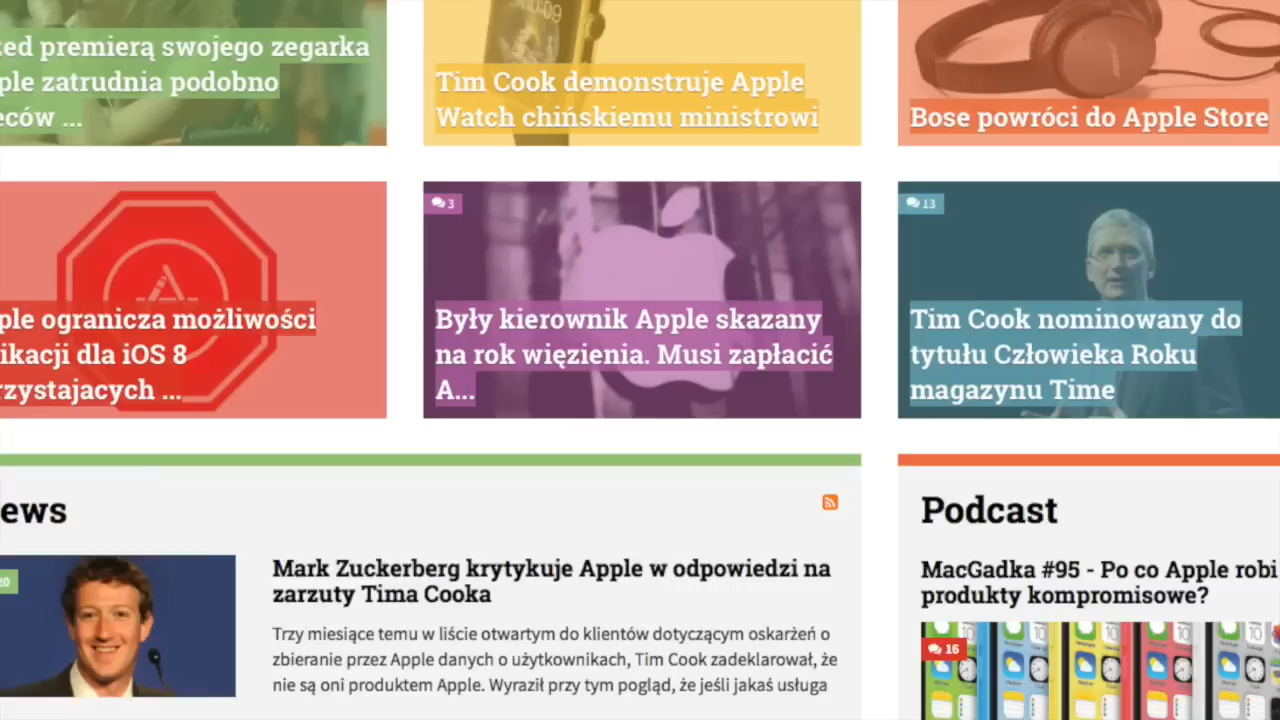 zed premierą swojego zegarka
ple zatrudnia podobno
eców ...
Tim Cook demonstruje Apple
Watch chińskiemu ministrowi
Bose powróci do Apple Store
ple ogranicza możliwości
ikacji dla iOS 8
rzystajacych ...
3
Były kierownik Apple skazany
na rok więzienia. Musi zapłacić
A...
13
Tim Cook nominowany do
tytułu Człowieka Roku
magazynu Time
ews
20
Mark Zuckerberg krytykuje Apple w odpowiedzi na
zarzuty Tima Cooka
Trzy miesiące temu w liście otwartym do klientów dotyczącym oskarżeń o
zbieranie przez Apple danych o użytkownikach, Tim Cook zadeklarował, że
nie są oni produktem Apple. Wyraził przy tym pogląd, że jeśli jakaś usługa
Podcast
MacGadka #95 - Po co Apple robi
produkty kompromisowe?
16